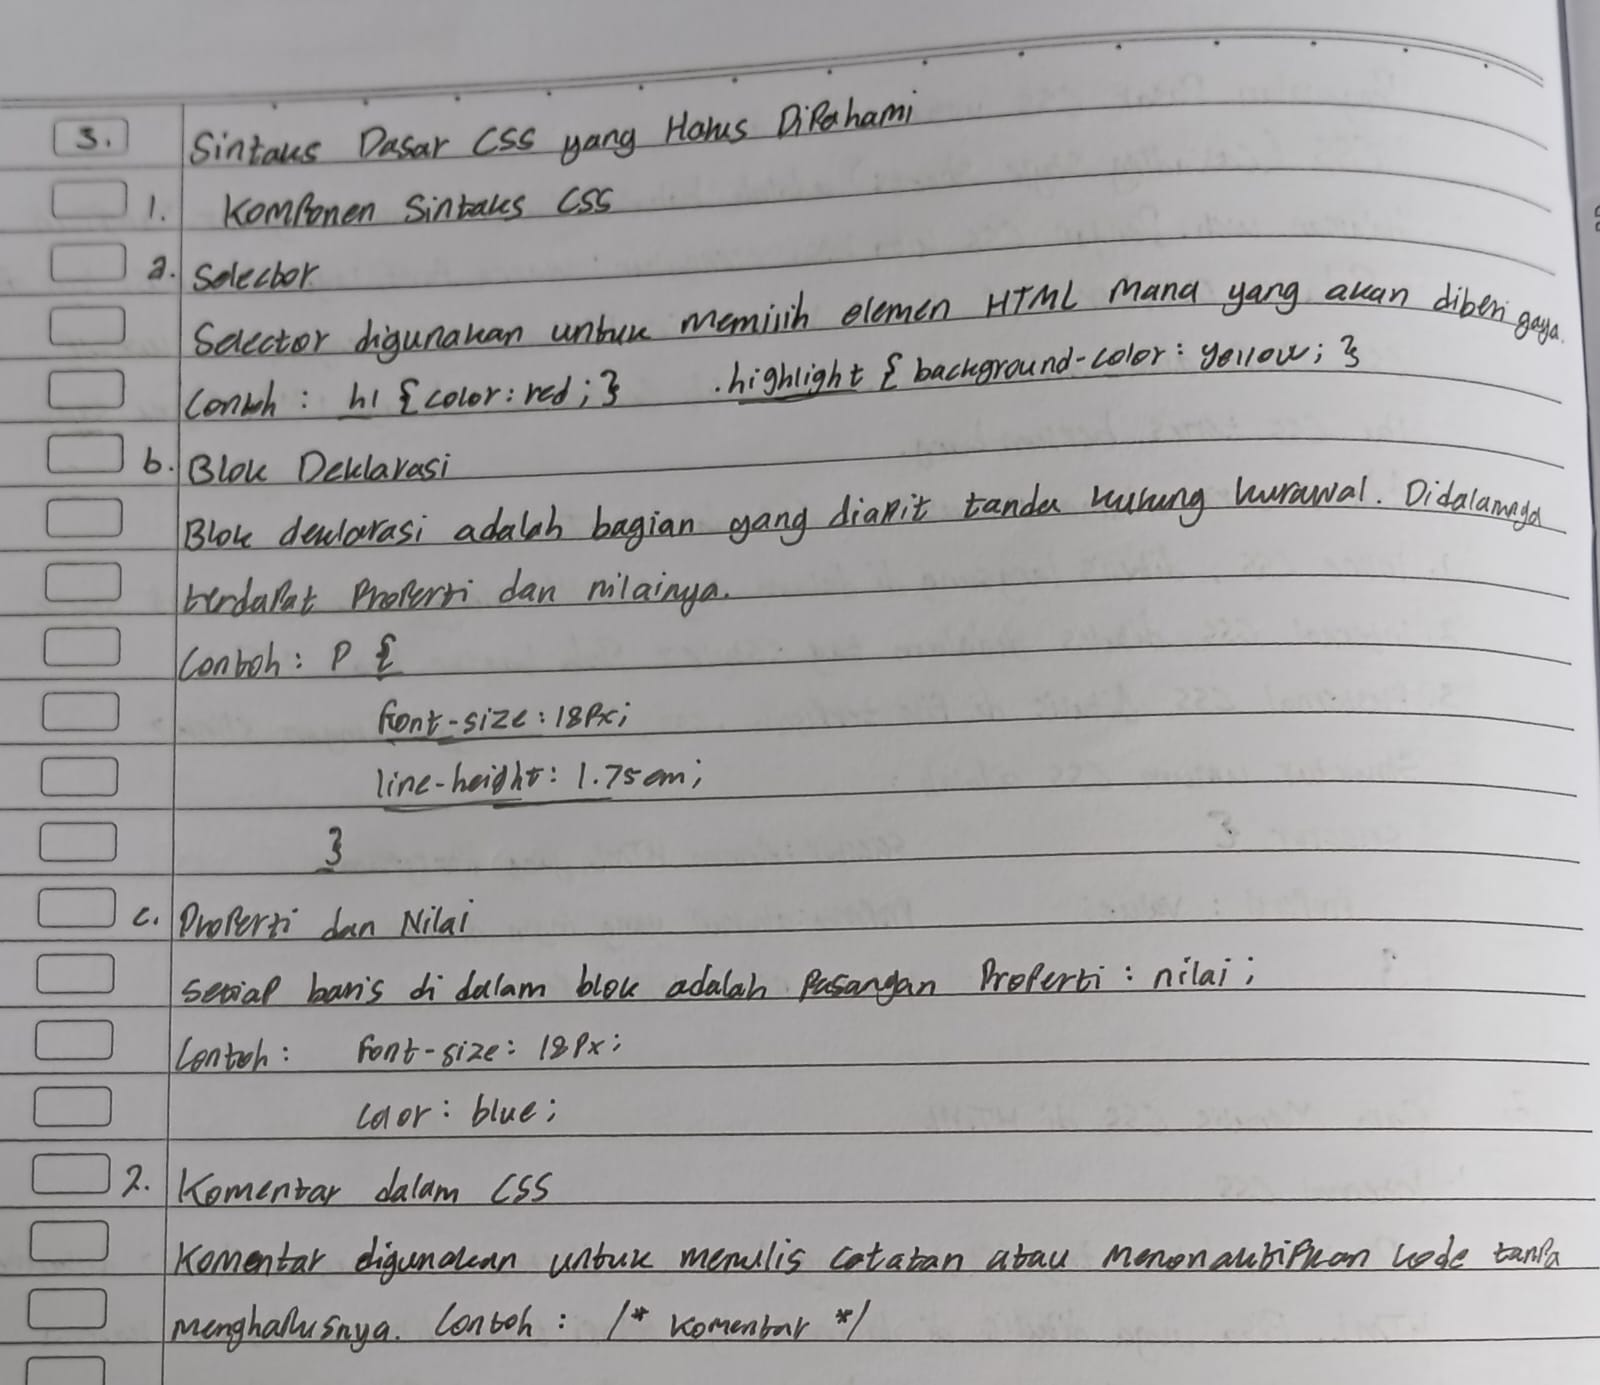 3. Sintaks Dasar CSS yang Harus Dipahami
1. Komponen Sintaks CSS
a. Selector
Selector digunakan untuk memilih elemen HTML mana yang akan diberi gaya.
Contoh : h1 { color : red ; } .highlight { background-color : yellow ; }
b. Blok Deklarasi
Blok deklarasi adalah bagian yang diapit tanda kurung kurawal. Didalamnya
terdapat Properti dan nilainya.
Contoh : P {
font-size : 18Px ;
line-height : 1.75em ;
}
c. Properti dan Nilai
Setiap baris di dalam blok adalah Pasangan Properti : nilai ;
Contoh : font-size : 18Px ;
color : blue ;
2. Komentar dalam CSS
Komentar digunakan untuk menulis catatan atau menonaktifkan kode tanpa
menghapusnya. Contoh : /* Komentar */